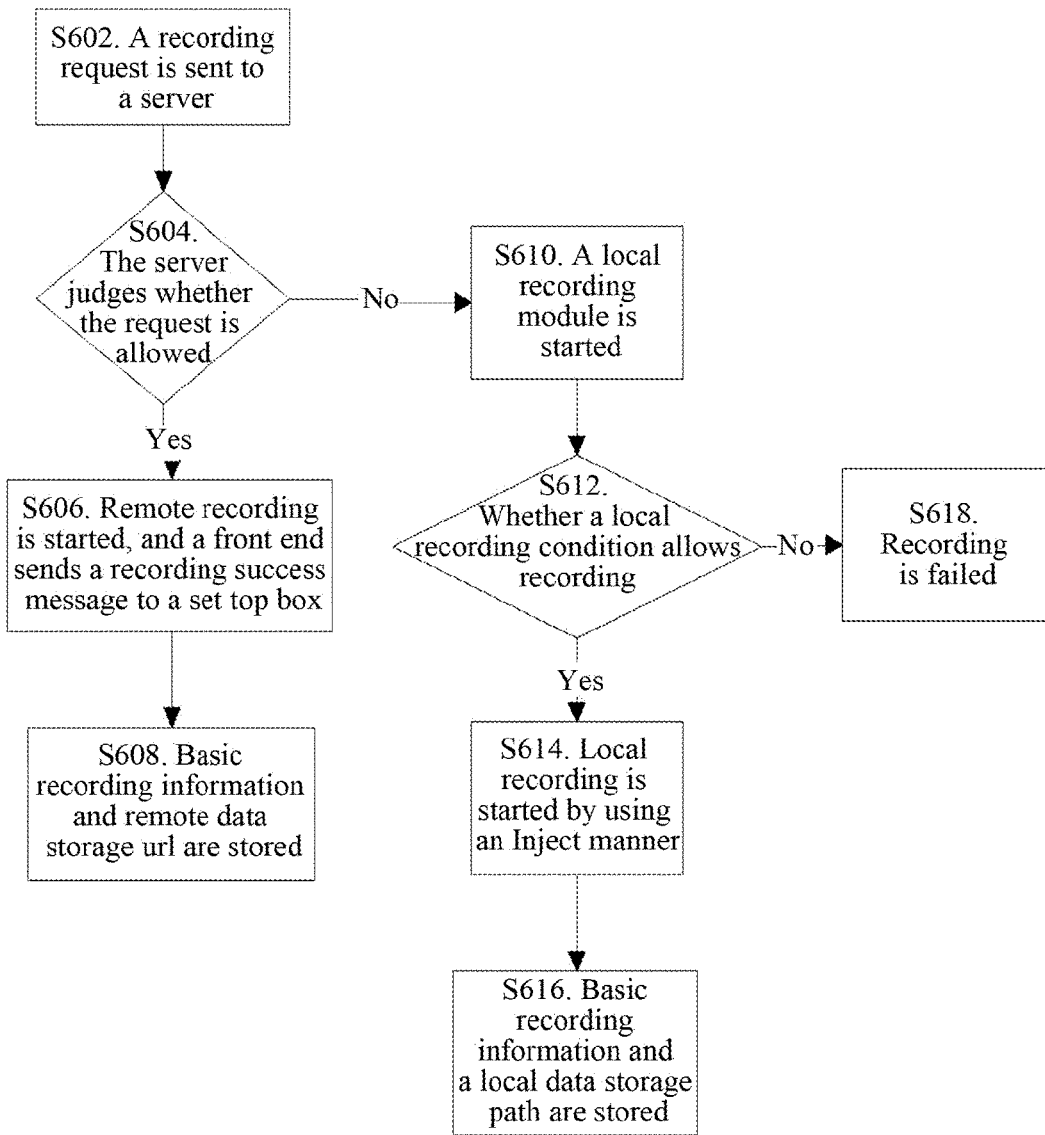 S602. A recording
request is sent to
a server
S604.
The server
judges whether
the request is
allowed
No
S610. A local
recording
module is
started
Yes
S606. Remote recording
is started, and a front end
sends a recording success
message to a set top box
S612.
Whether a local
recording condition allows
recording
No
S618.
Recording
is failed
S608. Basic
recording information
and remote data
storage url are stored
Yes
S614. Local
recording is
started by using
an Inject manner
S616. Basic
recording
information and
a local data storage
path are stored